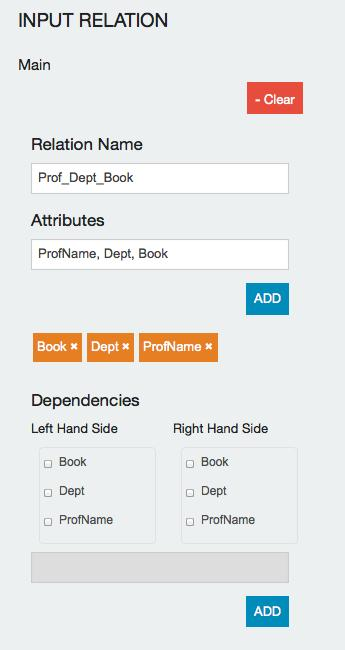 INPUT RELATION
Main
- Clear
Relation Name
Prof_Dept_Book
Attributes
ProfName, Dept, Book
ADD
Book ✖ Dept ✖ ProfName ✖
Dependencies
Left Hand Side Right Hand Side
Book Book
Dept Dept
ProfName ProfName
ADD